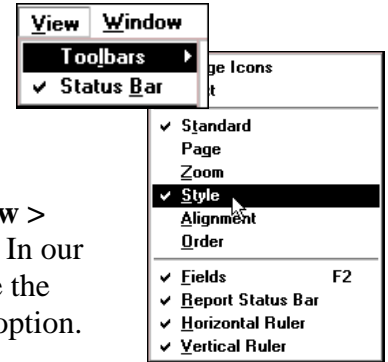 View Window
Toolbars
✓ Status Bar
ge Icons
t
✓ Standard
Page
Zoom
✓ Style
Alignment
Order
✓ Fields F2
✓ Report Status Bar
✓ Horizontal Ruler
✓ Vertical Ruler
w >
In our
e the
option.